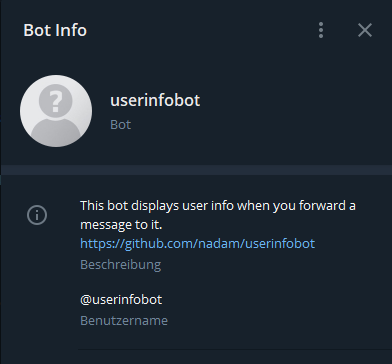 Bot Info
userinfobot
Bot
This bot displays user info when you forward a
message to it.
https://github.com/nadam/userinfobot
Beschreibung
@userinfobot
Benutzername